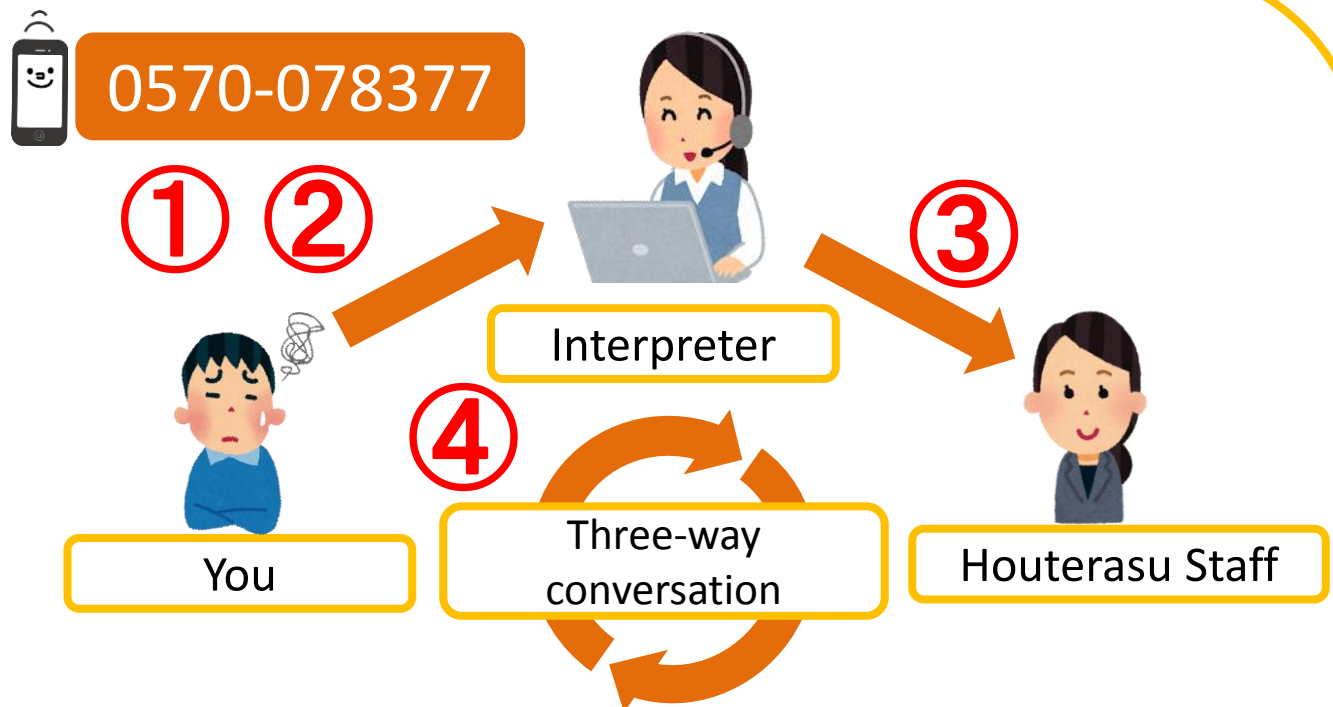 0570-078377
① ②
③
Interpreter
④
You
Three-way
conversation
Houterasu Staff